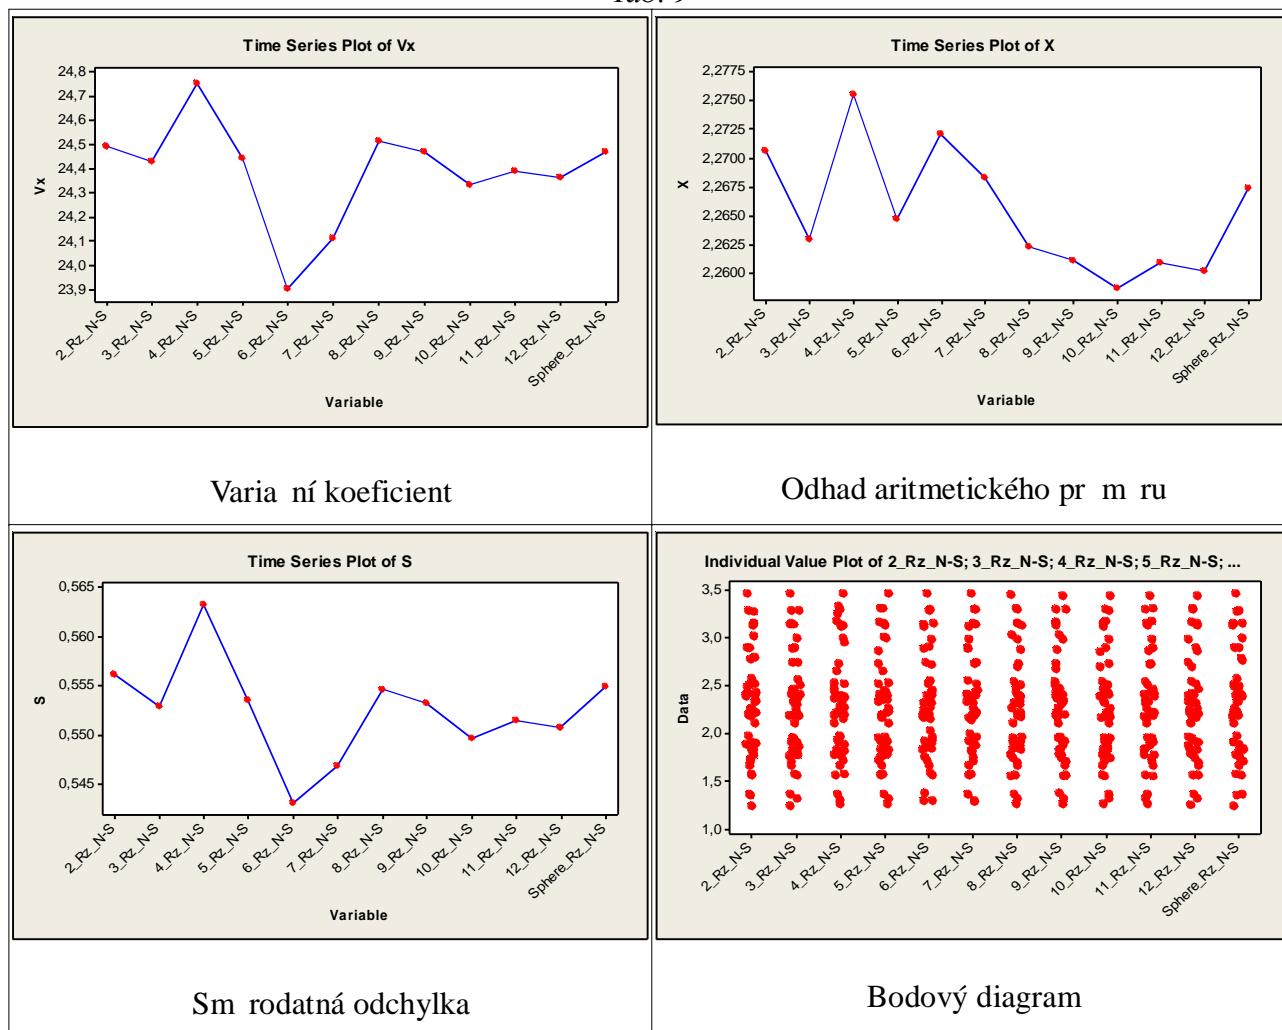 Time Series Plot of Vx
24,8
24,7
24,6
24,5
24,4
24,3
24,2
24,1
24,0
23,9
Vx
2_Rz_N-S
3_Rz_N-S
4_Rz_N-S
5_Rz_N-S
6_Rz_N-S
7_Rz_N-S
8_Rz_N-S
9_Rz_N-S
10_Rz_N-S
11_Rz_N-S
12_Rz_N-S
Sphere_Rz_N-S
Variable
Varia ní koeficient
Time Series Plot of X
2,2775
2,2750
2,2725
2,2700
2,2675
2,2650
2,2625
2,2600
X
2_Rz_N-S
3_Rz_N-S
4_Rz_N-S
5_Rz_N-S
6_Rz_N-S
7_Rz_N-S
8_Rz_N-S
9_Rz_N-S
10_Rz_N-S
11_Rz_N-S
12_Rz_N-S
Sphere_Rz_N-S
Variable
Odhad aritmetického pr m ru
Time Series Plot of S
0,565
0,560
0,555
0,550
0,545
S
2_Rz_N-S
3_Rz_N-S
4_Rz_N-S
5_Rz_N-S
6_Rz_N-S
7_Rz_N-S
8_Rz_N-S
9_Rz_N-S
10_Rz_N-S
11_Rz_N-S
12_Rz_N-S
Sphere_Rz_N-S
Variable
Sm rodatná odchylka
Individual Value Plot of 2_Rz_N-S; 3_Rz_N-S; 4_Rz_N-S; 5_Rz_N-S; ...
3,5
3,0
2,5
2,0
1,5
1,0
Data
2_Rz_N-S
3_Rz_N-S
4_Rz_N-S
5_Rz_N-S
6_Rz_N-S
7_Rz_N-S
8_Rz_N-S
9_Rz_N-S
10_Rz_N-S
11_Rz_N-S
12_Rz_N-S
Sphere_Rz_N-S
Bodový diagram